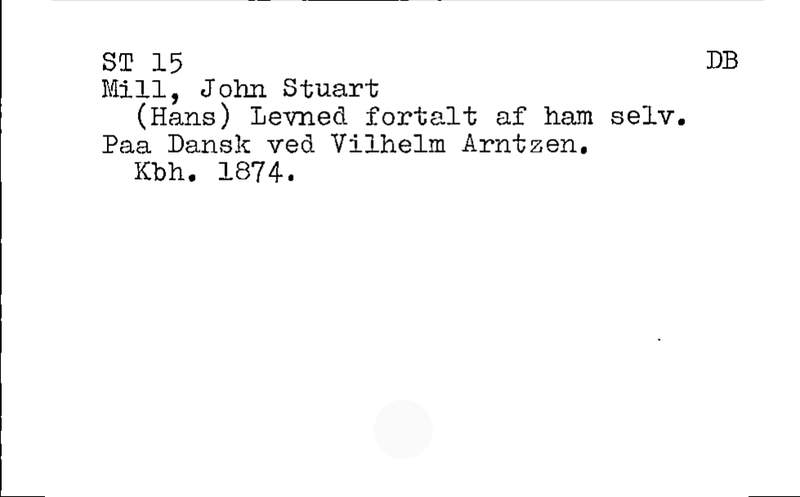 ST 15 DB
Mill, John Stuart
(Hans) Levned fortalt af ham selv.
Paa Dansk ved Vilhelm Arntzen.
Kbh. 1874.